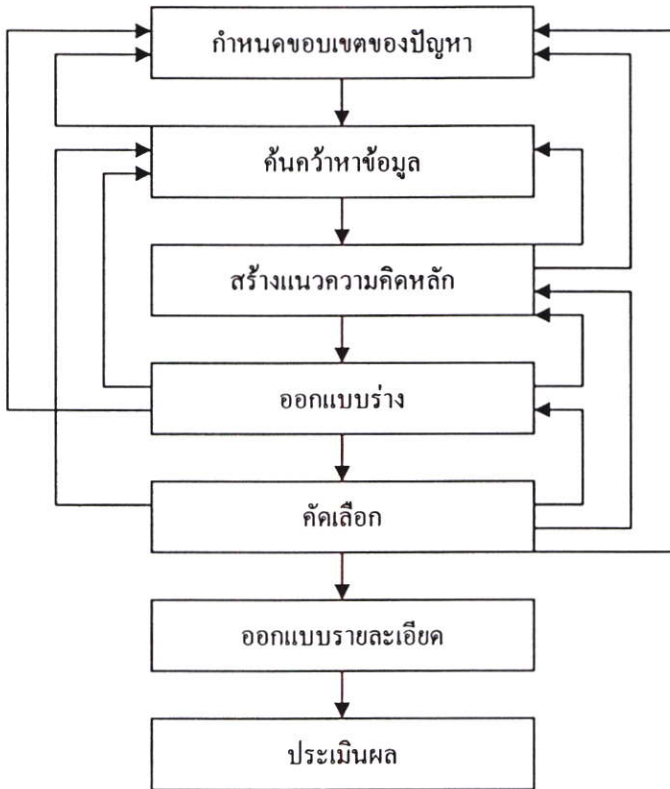 กำหนดขอบเขตของปัญหา
ค้นคว้าหาข้อมูล
สร้างแนวความคิดหลัก
ออกแบบร่าง
คัดเลือก
ออกแบบรายละเอียด
ประเมินผล